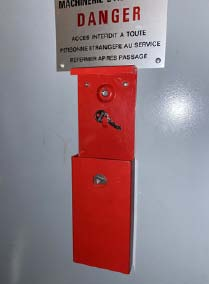 MACHINERIE
DANGER
ACCES INTERDIT A TOUTE
PERSONNE ETRANGERE AU SERVICE
REFERMER APRES PASSAGE